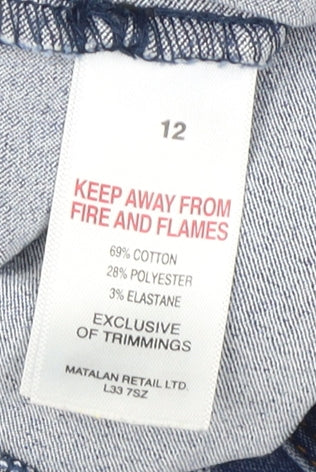 12
KEEP AWAY FROM
FIRE AND FLAMES
69% COTTON
28% POLYESTER
3% ELASTANE
EXCLUSIVE
OF TRIMMINGS
MATALAN RETAIL LTD
L33 7SZ